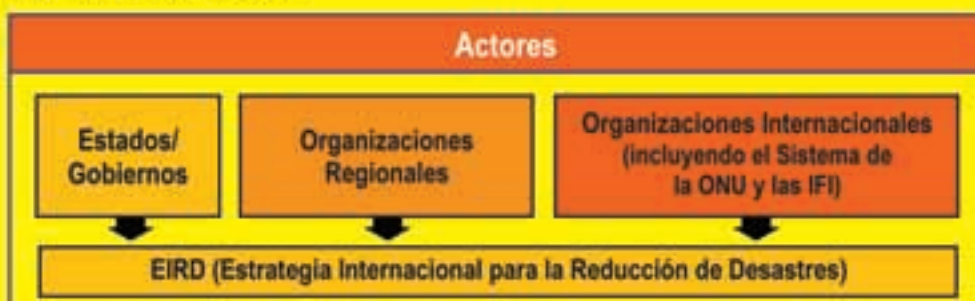 Actores
Estados/
Gobiernos
Organizaciones
Regionales
Organizaciones Internacionales
(incluyendo el Sistema de
la ONU y las IFI)
EIRD (Estrategia Internacional para la Reducción de Desastres)